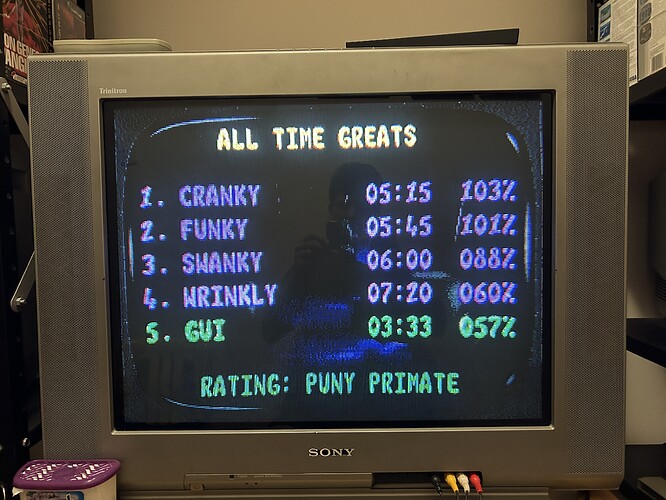 Trinitron
ALL TIME GREATS
1. CRANKY 05:15 103%
2. FUNKY 05:45 101%
3. SWANKY 06:00 088%
4. WRINKLY 07:20 060%
5. GUI 03:33 057%
RATING: PUNY PRIMATE
SONY